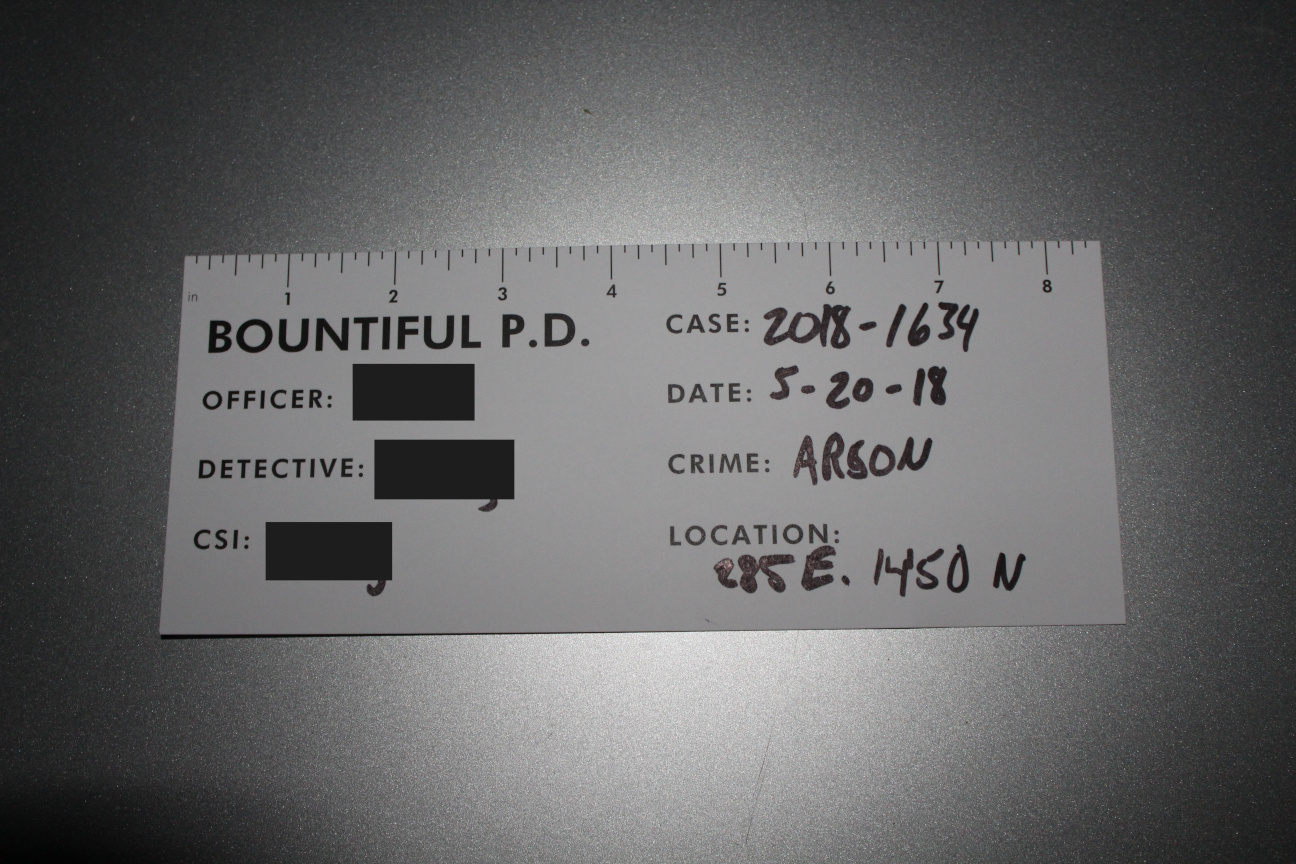 in 1 2 3 4 5 6 7 8
BOUNTIFUL P.D.
OFFICER:
DETECTIVE:
CSI:
CASE: 2018-1634
DATE: 5-20-18
CRIME: ARSON
LOCATION:
285 E. 1450 N